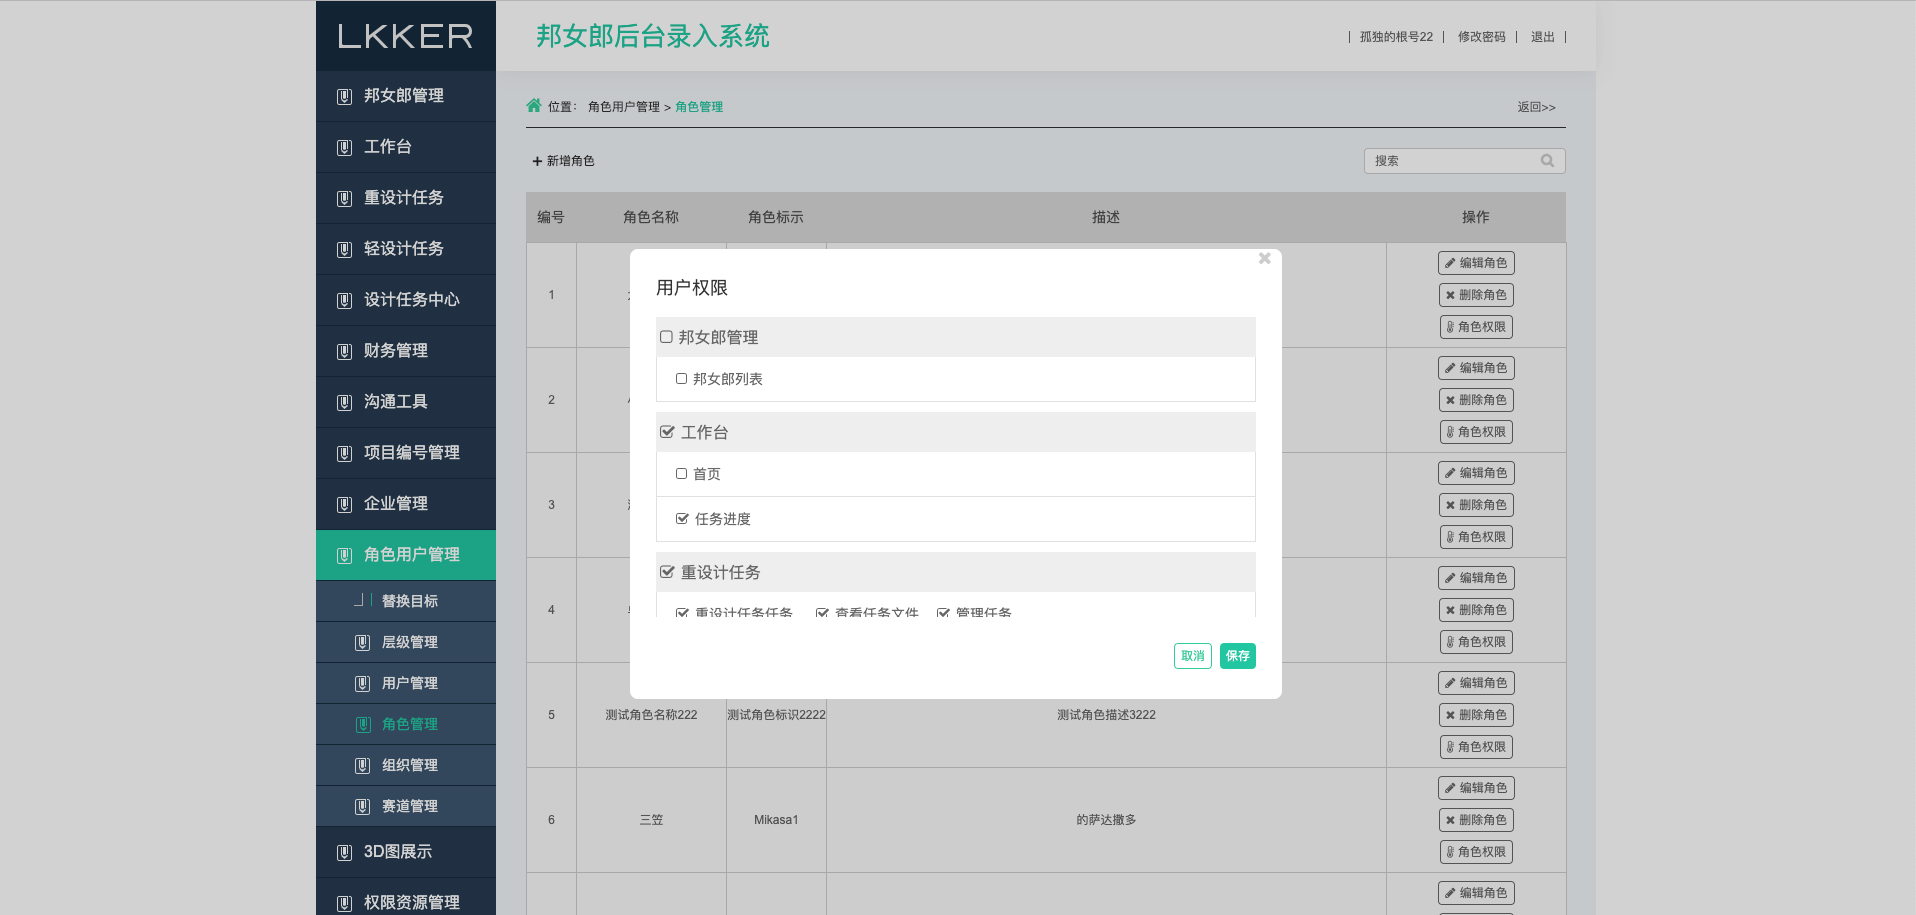 LKKER
邦女郎后台录入系统
| 孤独的根号22 | 修改密码 | 退出 |
邦女郎管理
工作台
重设计任务
轻设计任务
设计任务中心
财务管理
沟通工具
项目编号管理
企业管理
角色用户管理
替换目标
层级管理
用户管理
角色管理
组织管理
赛道管理
3D图展示
权限资源管理
位置： 角色用户管理 > 角色管理
返回>>
新增角色
搜索
编号 角色名称 角色标示 描述 操作
1
编辑角色
删除角色
角色权限
2
编辑角色
删除角色
角色权限
3
编辑角色
删除角色
角色权限
4
编辑角色
删除角色
角色权限
5 测试角色名称222 测试角色标识2222 测试角色描述3222
编辑角色
删除角色
角色权限
6 三笠 Mikasa1 的萨达撒多
编辑角色
删除角色
角色权限
编辑角色
用户权限
邦女郎管理
邦女郎列表
工作台
首页
任务进度
重设计任务
重设计任务任务 查看任务文件 管理任务
取消 保存